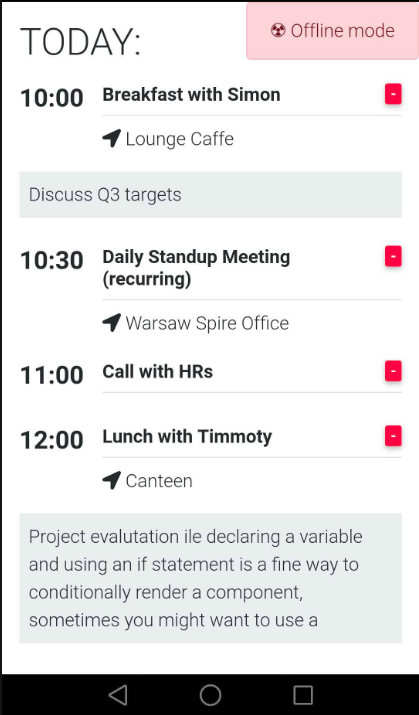 TODAY:
☢ Offline mode
10:00 Breakfast with Simon -
Lounge Caffe
Discuss Q3 targets
10:30 Daily Standup Meeting -
(recurring)
Warsaw Spire Office
11:00 Call with HRs -
12:00 Lunch with Timmoty -
Canteen
Project evalutation ile declaring a variable
and using an if statement is a fine way to
conditionally render a component,
sometimes you might want to use a